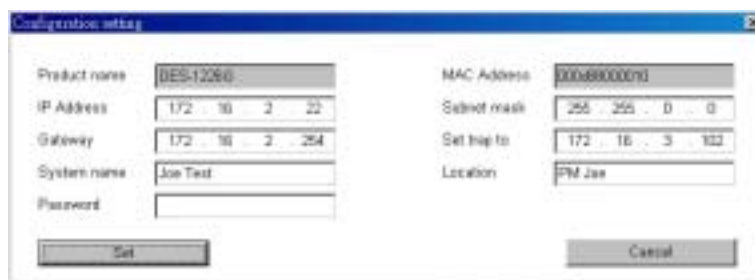 Configuration setting
Product name DES-1226G MAC Address 000d88000010
IP Address 172 . 16 . 2 . 22 Subnet mask 255 . 255 . 0 . 0
Gateway 172 . 16 . 2 . 254 Set trap to 172 . 16 . 3 . 102
System name Joe Test Location PM Jae
Password
Set Cancel